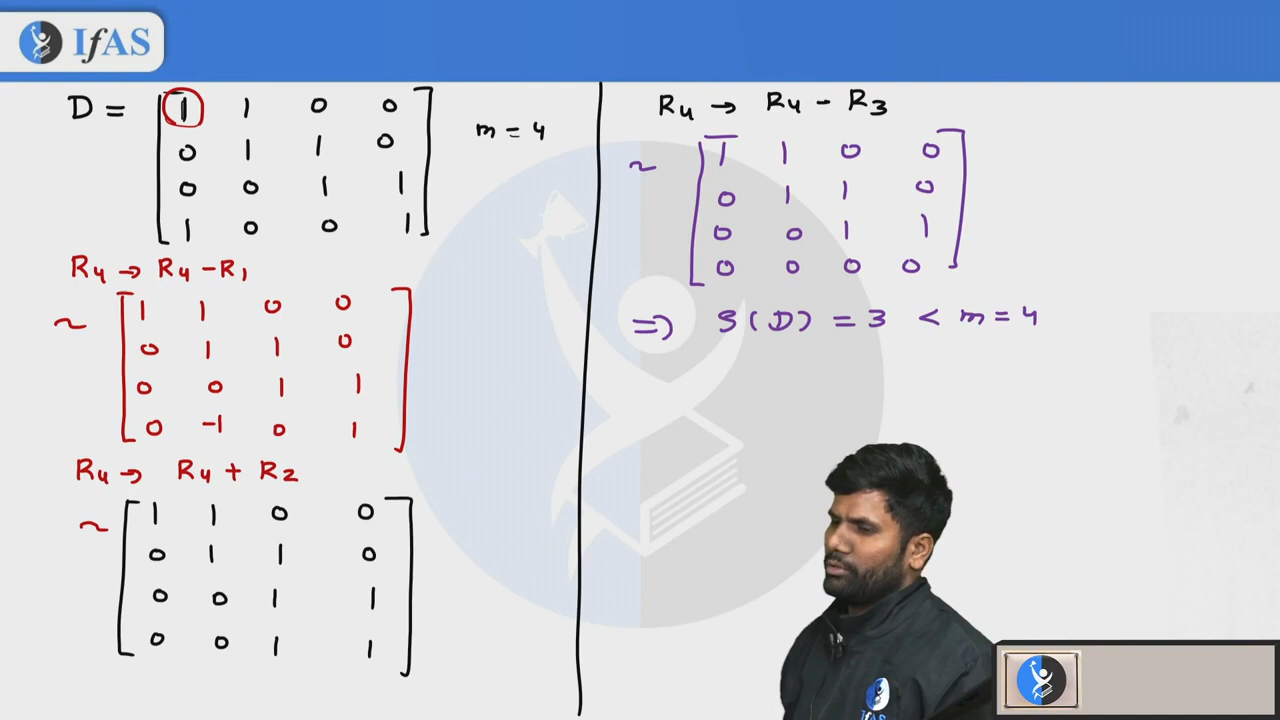 IfAS
D = [ 1 1 0 0
0 1 1 0
0 0 1 1
1 0 0 1 ]
m = 4
R4 → R4 - R1
~ [ 1 1 0 0
0 1 1 0
0 0 1 1
0 -1 0 1 ]
R4 → R4 + R2
~ [ 1 1 0 0
0 1 1 0
0 0 1 1
0 0 1 1 ]
R4 → R4 - R3
~ [ 1 1 0 0
0 1 1 0
0 0 1 1
0 0 0 0 ]
⇒ ρ(D) = 3 < m = 4
IfAS